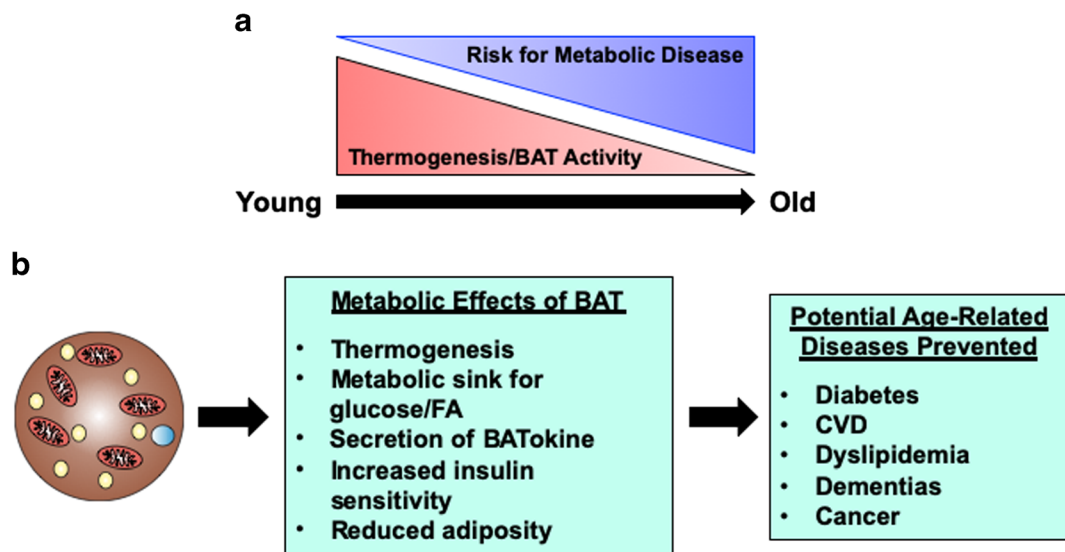 a
Risk for Metabolic Disease
Thermogenesis/BAT Activity
Young
Old
b
Metabolic Effects of BAT
• Thermogenesis
• Metabolic sink for
glucose/FA
• Secretion of BATokine
• Increased insulin
sensitivity
• Reduced adiposity
Potential Age-Related
Diseases Prevented
• Diabetes
• CVD
• Dyslipidemia
• Dementias
• Cancer